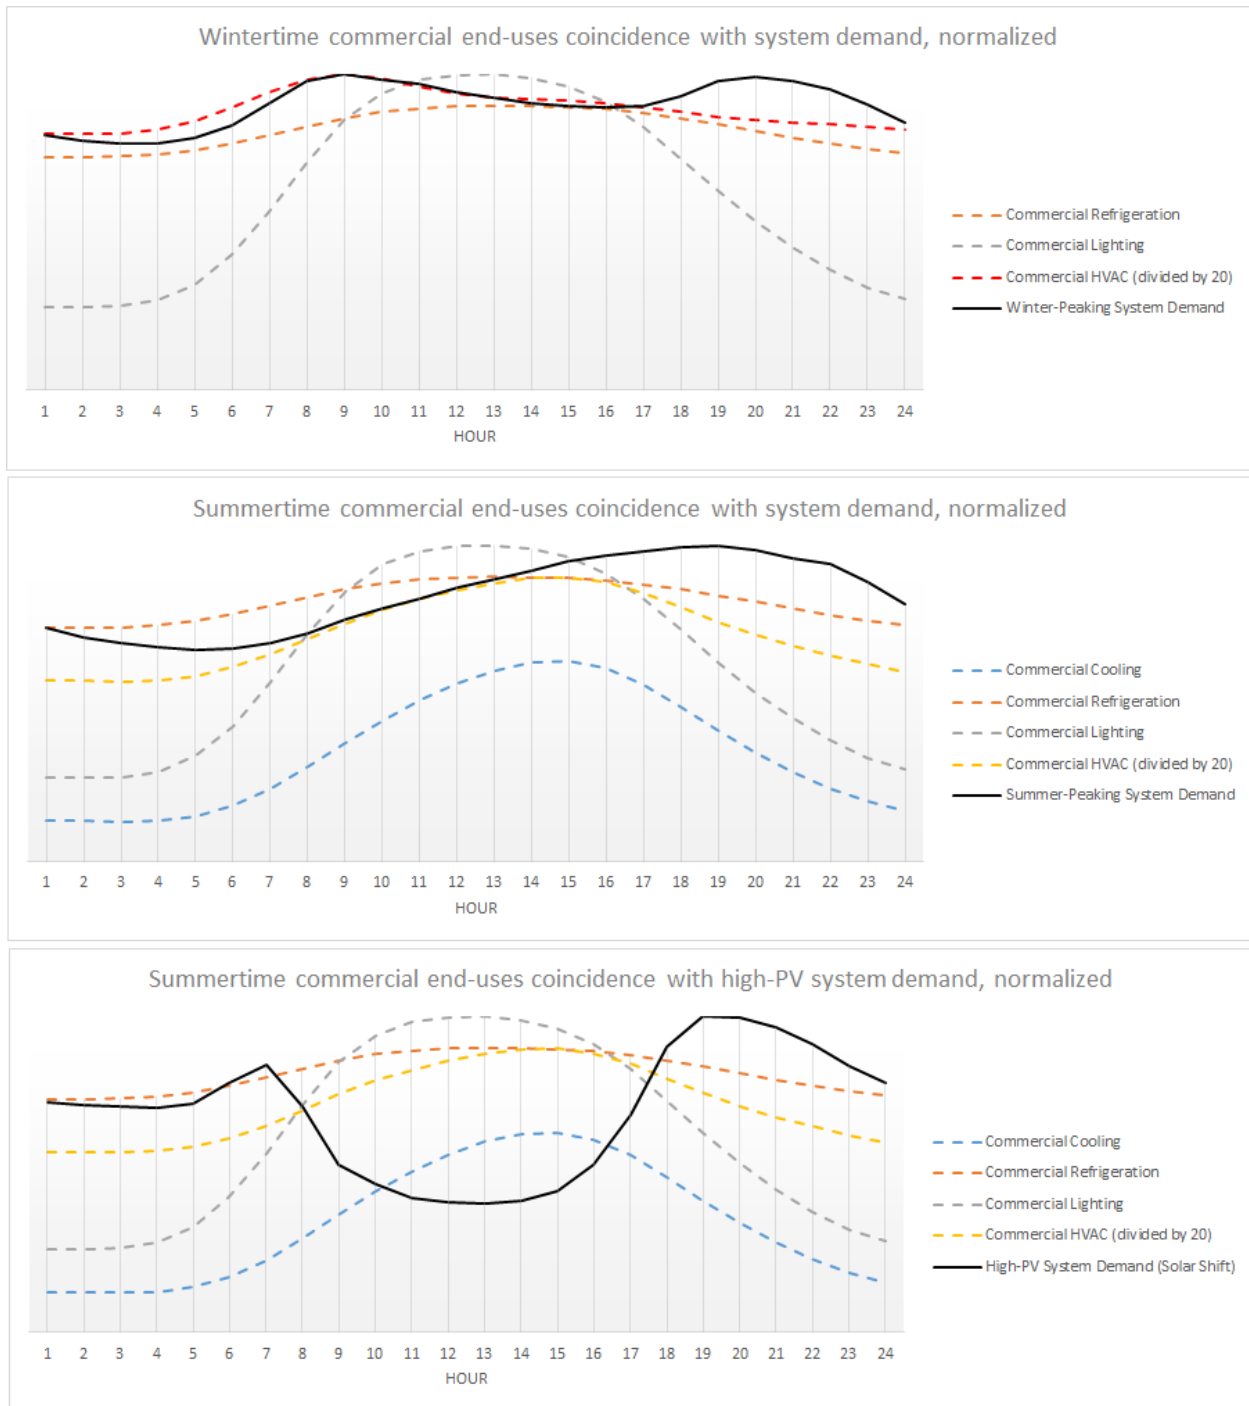 Wintertime commercial end-uses coincidence with system demand, normalized
Commercial Refrigeration
Commercial Lighting
Commercial HVAC (divided by 20)
Winter-Peaking System Demand
1 2 3 4 5 6 7 8 9 10 11 12 13 14 15 16 17 18 19 20 21 22 23 24
HOUR
Summertime commercial end-uses coincidence with system demand, normalized
Commercial Cooling
Commercial Refrigeration
Commercial Lighting
Commercial HVAC (divided by 20)
Summer-Peaking System Demand
1 2 3 4 5 6 7 8 9 10 11 12 13 14 15 16 17 18 19 20 21 22 23 24
HOUR
Summertime commercial end-uses coincidence with high-PV system demand, normalized
Commercial Cooling
Commercial Refrigeration
Commercial Lighting
Commercial HVAC (divided by 20)
High-PV System Demand (Solar Shift)
1 2 3 4 5 6 7 8 9 10 11 12 13 14 15 16 17 18 19 20 21 22 23 24
HOUR